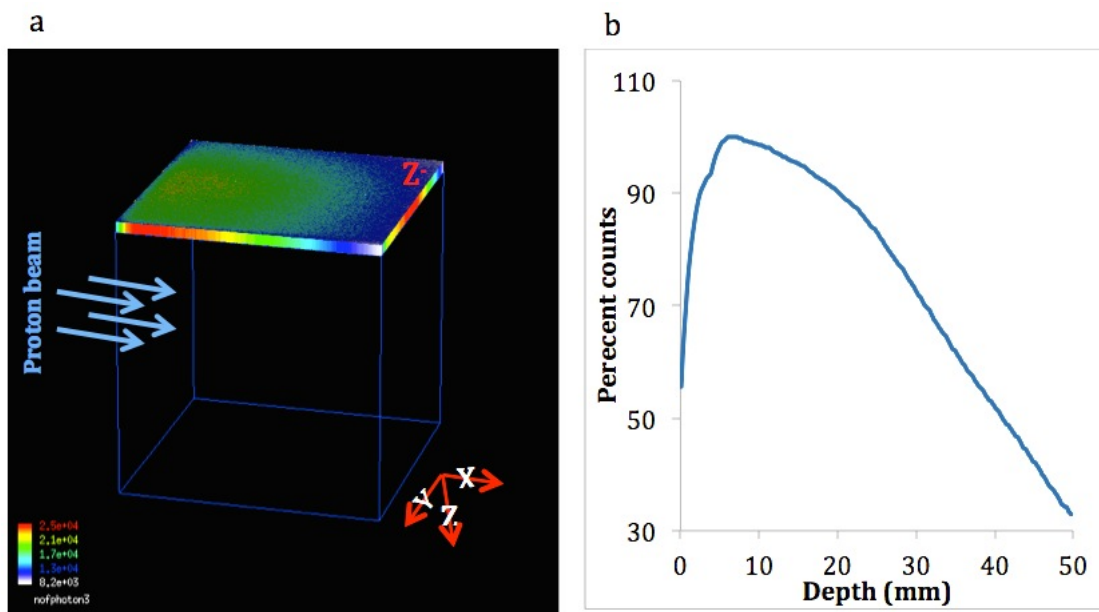 a
Z-
Proton beam
X
Y
Z
2.5e+04
2.1e+04
1.7e+04
1.3e+04
8.2e+03
nofphoton3
b
Perecent counts
110
90
70
50
30
0 10 20 30 40 50
Depth (mm)